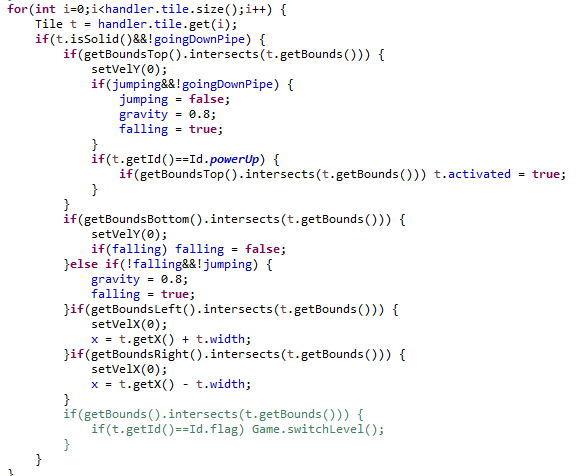 for(int i=0;i<handler.tile.size();i++) {
    Tile t = handler.tile.get(i);
    if(t.isSolid()&&!goingDownPipe) {
        if(getBoundsTop().intersects(t.getBounds())) {
            setVelY(0);
            if(jumping&&!goingDownPipe) {
                jumping = false;
                gravity = 0.8;
                falling = true;
            }
            if(t.getId()==Id.powerUp) {
                if(getBoundsTop().intersects(t.getBounds())) t.activated = true;
            }
        }
        if(getBoundsBottom().intersects(t.getBounds())) {
            setVelY(0);
            if(falling) falling = false;
        }else if(!falling&&!jumping) {
            gravity = 0.8;
            falling = true;
        }if(getBoundsLeft().intersects(t.getBounds())) {
            setVelX(0);
            x = t.getX() + t.width;
        }if(getBoundsRight().intersects(t.getBounds())) {
            setVelX(0);
            x = t.getX() - t.width;
        }
        if(getBounds().intersects(t.getBounds())) {
            if(t.getId()==Id.flag) Game.switchLevel();
        }
    }
}